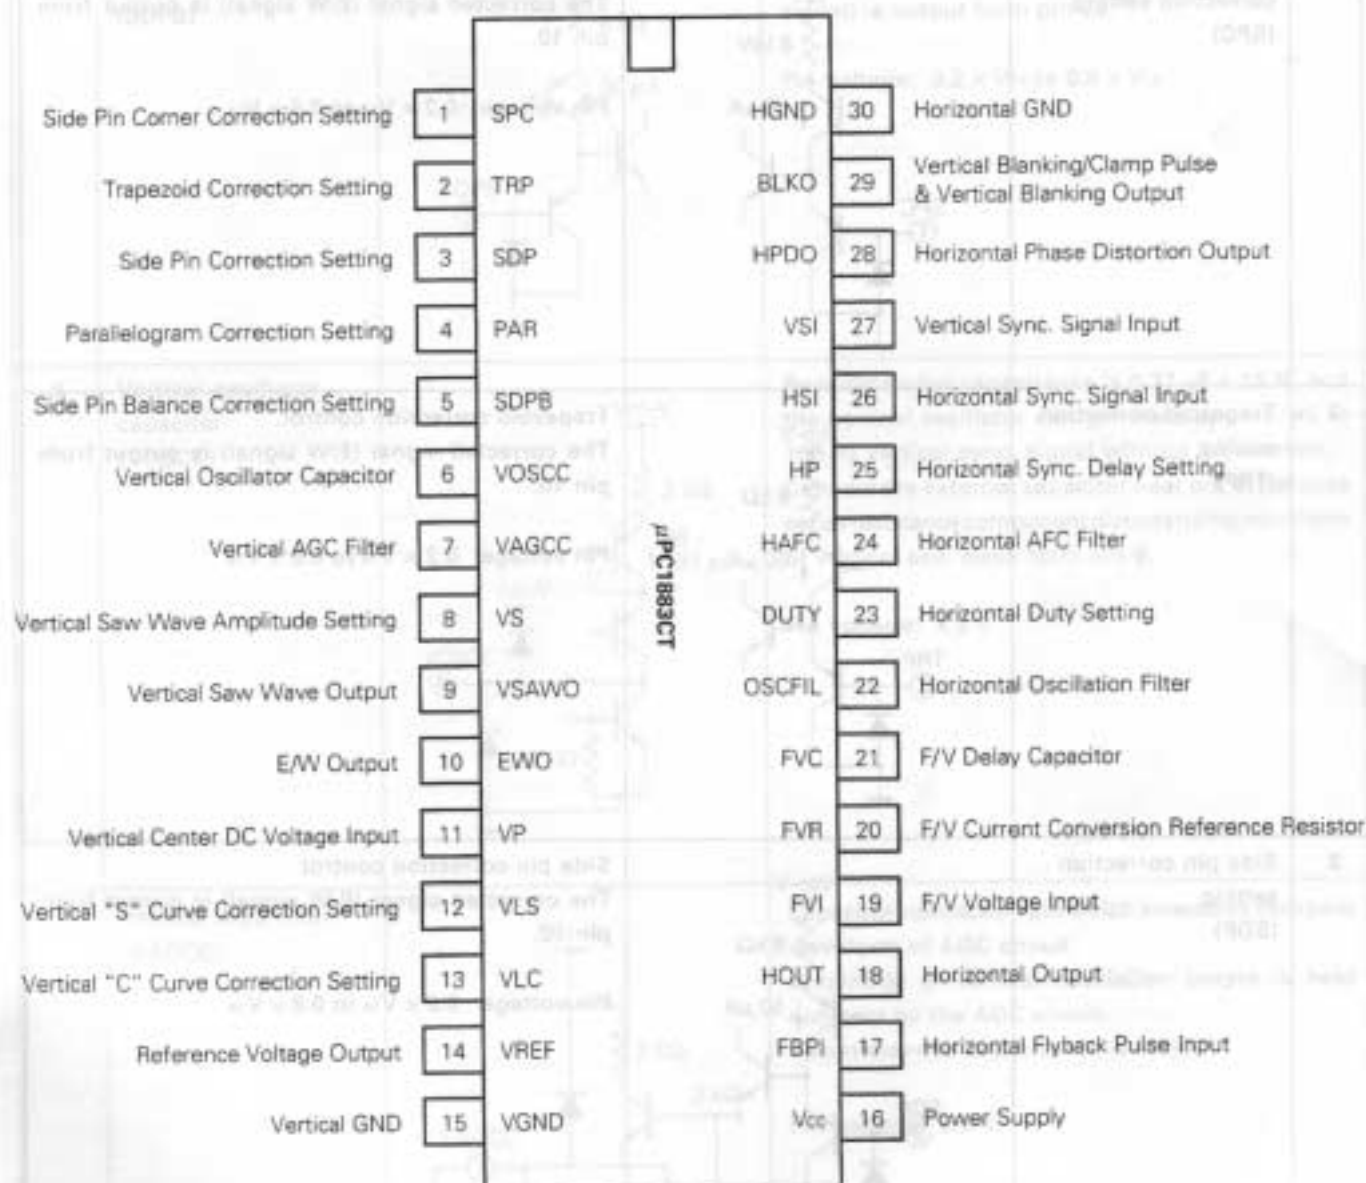 Side Pin Corner Correction Setting 1 SPC
Trapezoid Correction Setting 2 TRP
Side Pin Correction Setting 3 SDP
Parallelogram Correction Setting 4 PAR
Side Pin Balance Correction Setting 5 SDPB
Vertical Oscillator Capacitor 6 VOSCC
Vertical AGC Filter 7 VAGCC
Vertical Saw Wave Amplitude Setting 8 VS
Vertical Saw Wave Output 9 VSAWO
E/W Output 10 EWO
Vertical Center DC Voltage Input 11 VP
Vertical "S" Curve Correction Setting 12 VLS
Vertical "C" Curve Correction Setting 13 VLC
Reference Voltage Output 14 VREF
Vertical GND 15 VGND
µPC1883CT
HGND 30 Horizontal GND
BLKO 29 Vertical Blanking/Clamp Pulse
& Vertical Blanking Output
HPDO 28 Horizontal Phase Distortion Output
VSI 27 Vertical Sync. Signal Input
HSI 26 Horizontal Sync. Signal Input
HP 25 Horizontal Sync. Delay Setting
HAFC 24 Horizontal AFC Filter
DUTY 23 Horizontal Duty Setting
OSCFIL 22 Horizontal Oscillation Filter
FVC 21 F/V Delay Capacitor
FVR 20 F/V Current Conversion Reference Resistor
FVI 19 F/V Voltage Input
HOUT 18 Horizontal Output
FBPI 17 Horizontal Flyback Pulse Input
Vcc 16 Power Supply